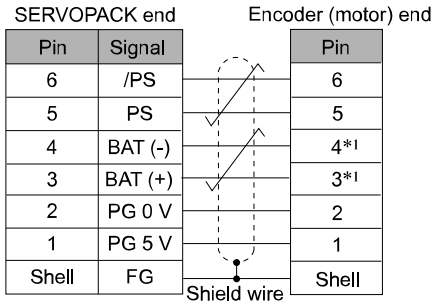 SERVOPACK end Encoder (motor) end
Pin Signal Pin
6 /PS 6
5 PS 5
4 BAT (-) 4*1
3 BAT (+) 3*1
2 PG 0 V 2
1 PG 5 V 1
Shell FG Shell
Shield wire